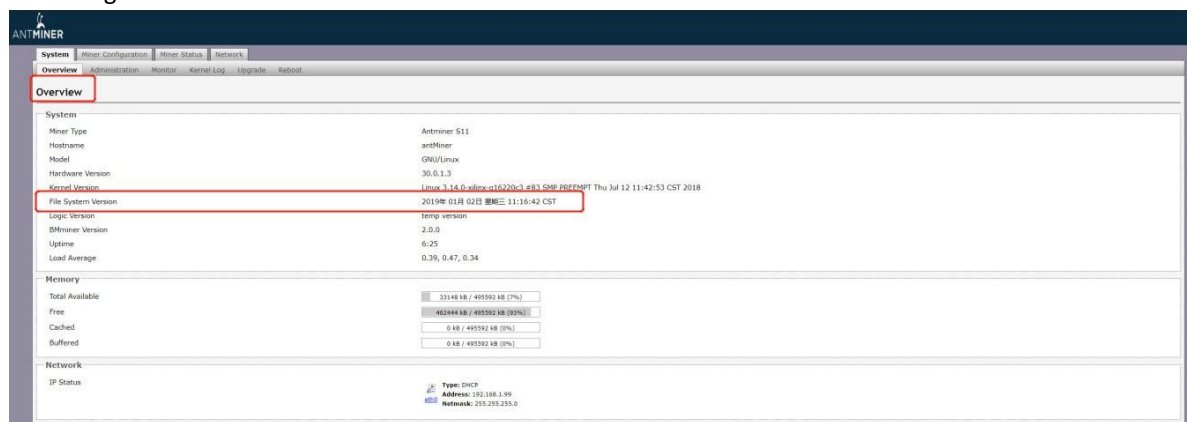 ANTMINER
System Miner Configuration Miner Status Network
Overview Administration Monitor Kernel Log Upgrade Reboot
Overview
System
Miner Type Antminer S11
Hostname antMiner
Model GNU/Linux
Hardware Version 30.0.1.3
Kernel Version Linux 3.14.0-xilinx-g16220c3 #83 SMP PREEMPT Thu Jul 12 11:42:53 CST 2018
File System Version 2019年 01月 02日 星期三 11:16:42 CST
Logic Version temp version
BMminer Version 2.0.0
Uptime 6:25
Load Average 0.39, 0.47, 0.34
Memory
Total Available 33148 kB / 495592 kB (7%)
Free 462444 kB / 495592 kB (93%)
Cached 0 kB / 495592 kB (0%)
Buffered 0 kB / 495592 kB (0%)
Network
IP Status Type: DHCP
Address: 192.168.1.99
Netmask: 255.255.255.0